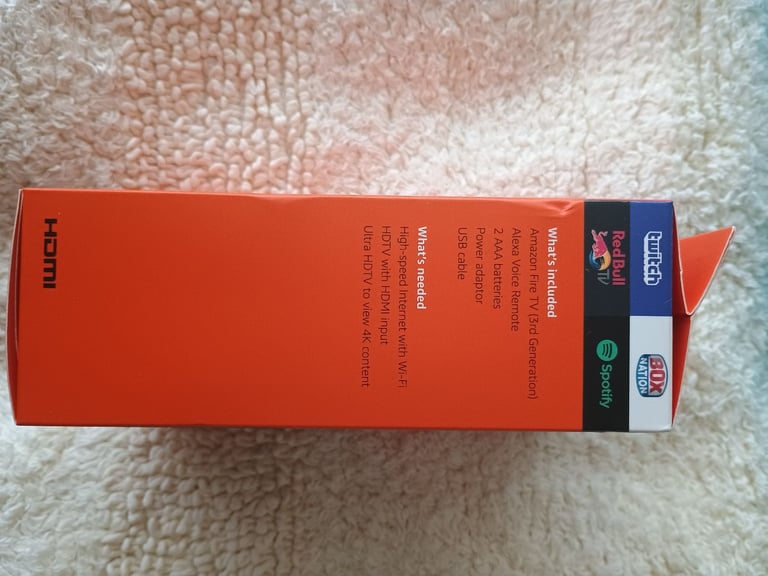 twitch
BOX
NATION
Red Bull
TV
Spotify
What's included
Amazon Fire TV (3rd Generation)
Alexa Voice Remote
2 AAA batteries
Power adaptor
USB cable
What's needed
High-speed Internet with Wi-Fi
HDTV with HDMI input
Ultra HDTV to view 4K content
HDMI